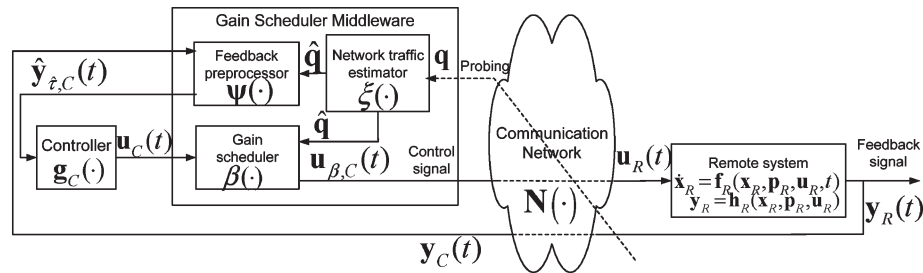 Gain Scheduler Middleware
Feedback
preprocessor
ψ(·)
q̂
Network traffic
estimator
ξ(·)
q
Probing
ŷ_τ̂,C(t)
q̂
Controller
g_C(·)
u_C(t)
Gain
scheduler
β(·)
u_β,C(t)
Control
signal
Communication
Network
N(·)
u_R(t)
Remote system
ẋ_R=f_R(x_R,p_R,u_R,t)
y_R=h_R(x_R,p_R,u_R)
Feedback
signal
y_R(t)
y_C(t)